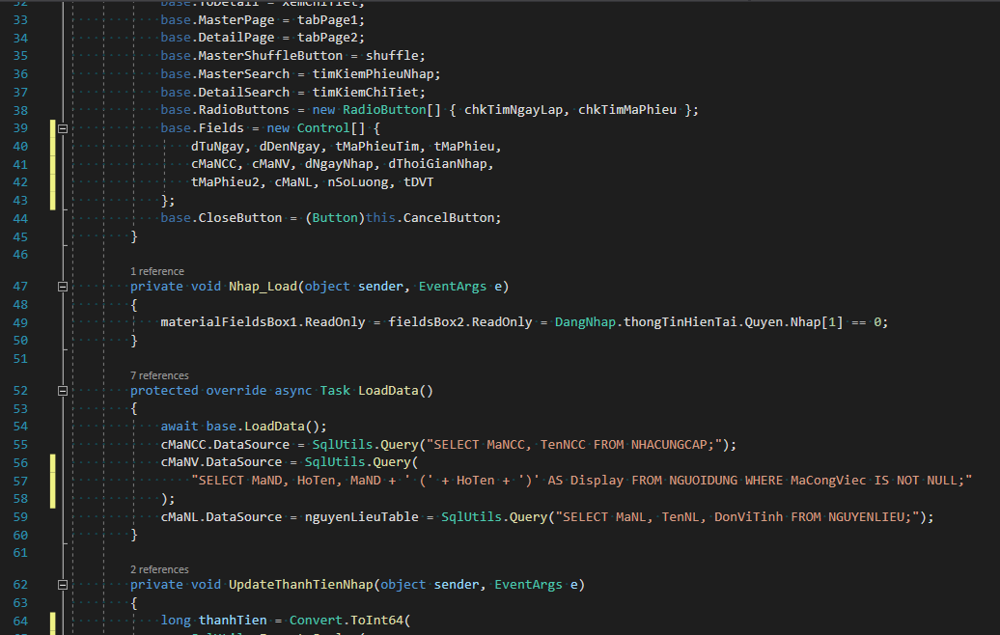 32 base.ToDetail = xemChiTiet;
33 base.MasterPage = tabPage1;
34 base.DetailPage = tabPage2;
35 base.MasterShuffleButton = shuffle;
36 base.MasterSearch = timKiemPhieuNhap;
37 base.DetailSearch = timKiemChiTiet;
38 base.RadioButtons = new RadioButton[] { chkTimNgayLap, chkTimMaPhieu };
39 base.Fields = new Control[] {
40 dTuNgay, dDenNgay, tMaPhieuTim, tMaPhieu,
41 cMaNCC, cMaNV, dNgayNhap, dThoiGianNhap,
42 tMaPhieu2, cMaNL, nSoLuong, tDVT
43 };
44 base.CloseButton = (Button)this.CancelButton;
45 }
46
1 reference
47 private void Nhap_Load(object sender, EventArgs e)
48 {
49 materialFieldsBox1.ReadOnly = fieldsBox2.ReadOnly = DangNhap.thongTinHienTai.Quyen.Nhap[1] == 0;
50 }
51
7 references
52 protected override async Task LoadData()
53 {
54 await base.LoadData();
55 cMaNCC.DataSource = SqlUtils.Query("SELECT MaNCC, TenNCC FROM NHACUNGCAP;");
56 cMaNV.DataSource = SqlUtils.Query(
57 "SELECT MaND, HoTen, MaND + ' (' + HoTen + ')' AS Display FROM NGUOIDUNG WHERE MaCongViec IS NOT NULL;"
58 );
59 cMaNL.DataSource = nguyenLieuTable = SqlUtils.Query("SELECT MaNL, TenNL, DonViTinh FROM NGUYENLIEU;");
60 }
61
2 references
62 private void UpdateThanhTienNhap(object sender, EventArgs e)
63 {
64 long thanhTien = Convert.ToInt64(